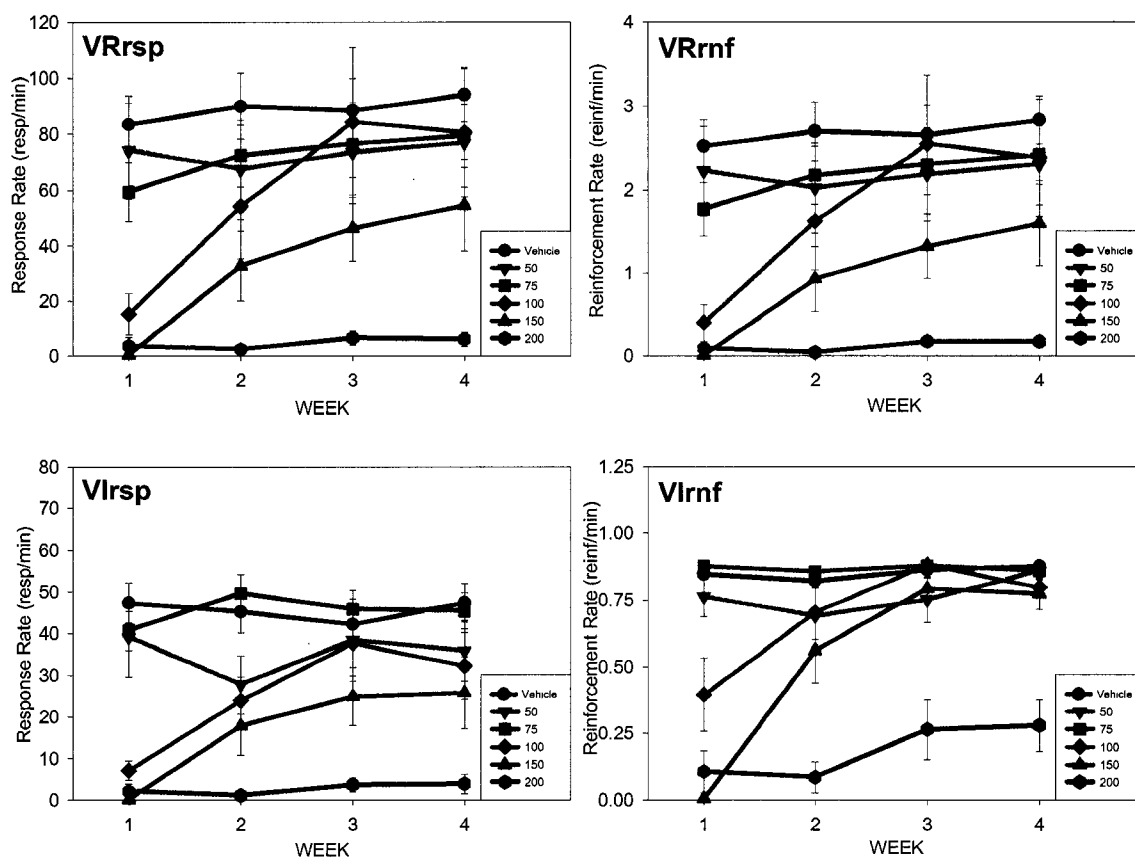 VRrsp
Response Rate (resp/min)
120
100
80
60
40
20
0
1 2 3 4
WEEK
Vehicle
50
75
100
150
200
VRrnf
Reinforcement Rate (reinf/min)
4
3
2
1
0
1 2 3 4
WEEK
Vehicle
50
75
100
150
200
VIrsp
Response Rate (resp/min)
80
70
60
50
40
30
20
10
0
1 2 3 4
WEEK
Vehicle
50
75
100
150
200
VIrnf
Reinforcement Rate (reinf/min)
1.25
1.00
0.75
0.50
0.25
0.00
1 2 3 4
WEEK
Vehicle
50
75
100
150
200